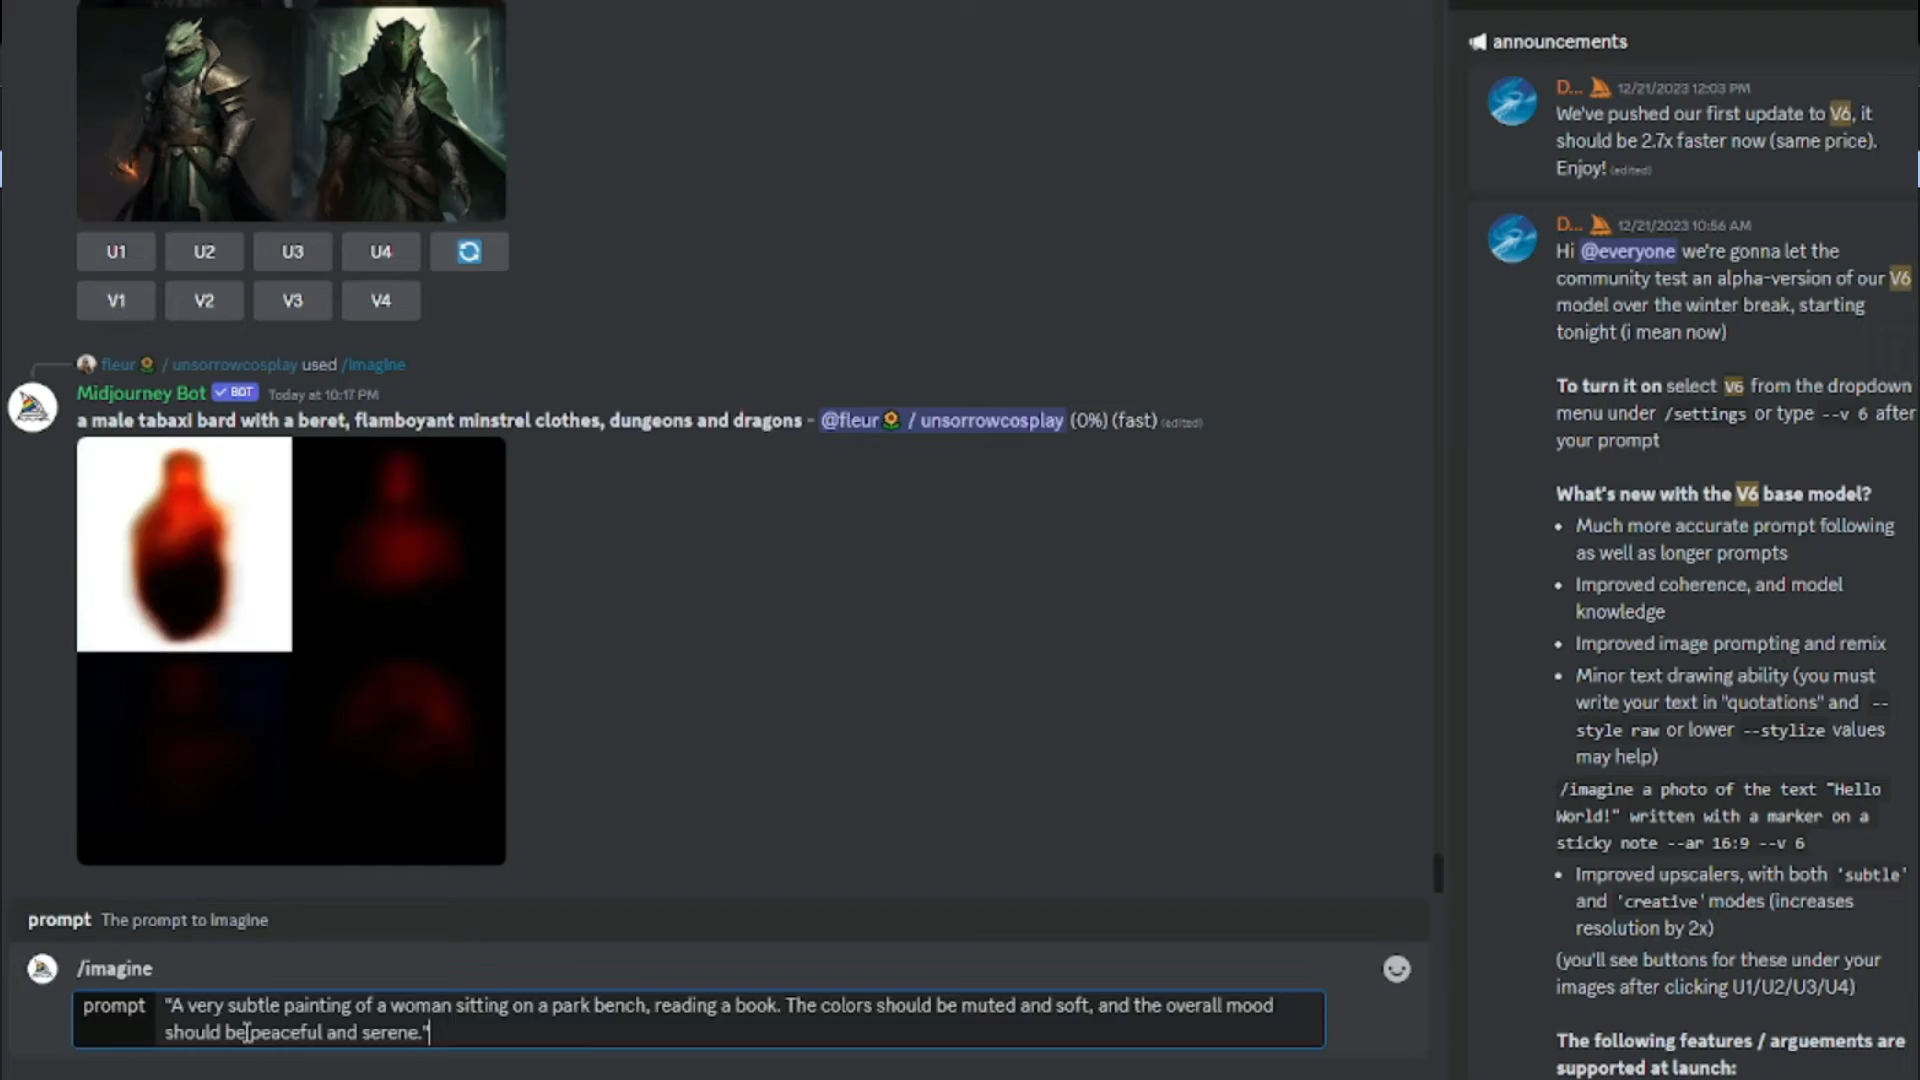 U1 U2 U3 U4
V1 V2 V3 V4
fleur / unsorrowcosplay used /imagine
Midjourney Bot BOT Today at 10:17 PM
a male tabaxi bard with a beret, flamboyant minstrel clothes, dungeons and dragons - @fleur / unsorrowcosplay (0%) (fast) (edited)
prompt The prompt to imagine
/imagine
prompt "A very subtle painting of a woman sitting on a park bench, reading a book. The colors should be muted and soft, and the overall mood
should be peaceful and serene."
announcements
D... 12/21/2023 12:03 PM
We've pushed our first update to V6, it
should be 2.7x faster now (same price).
Enjoy! (edited)
D... 12/21/2023 10:56 AM
Hi @everyone we're gonna let the
community test an alpha-version of our V6
model over the winter break, starting
tonight (i mean now)
To turn it on select V6 from the dropdown
menu under /settings or type --v 6 after
your prompt
What's new with the V6 base model?
• Much more accurate prompt following
as well as longer prompts
• Improved coherence, and model
knowledge
• Improved image prompting and remix
• Minor text drawing ability (you must
write your text in "quotations" and --
style raw or lower --stylize values
may help)
/imagine a photo of the text "Hello
World!" written with a marker on a
sticky note --ar 16:9 --v 6
• Improved upscalers, with both 'subtle'
and 'creative' modes (increases
resolution by 2x)
(you'll see buttons for these under your
images after clicking U1/U2/U3/U4)
The following features / arguements are
supported at launch: